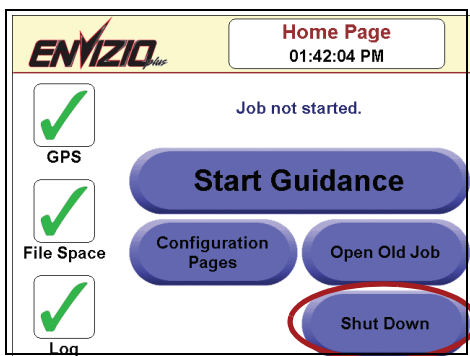 ENVIZIO plus
Home Page
01:42:04 PM
Job not started.
GPS
Start Guidance
File Space
Configuration
Pages
Open Old Job
Log
Shut Down